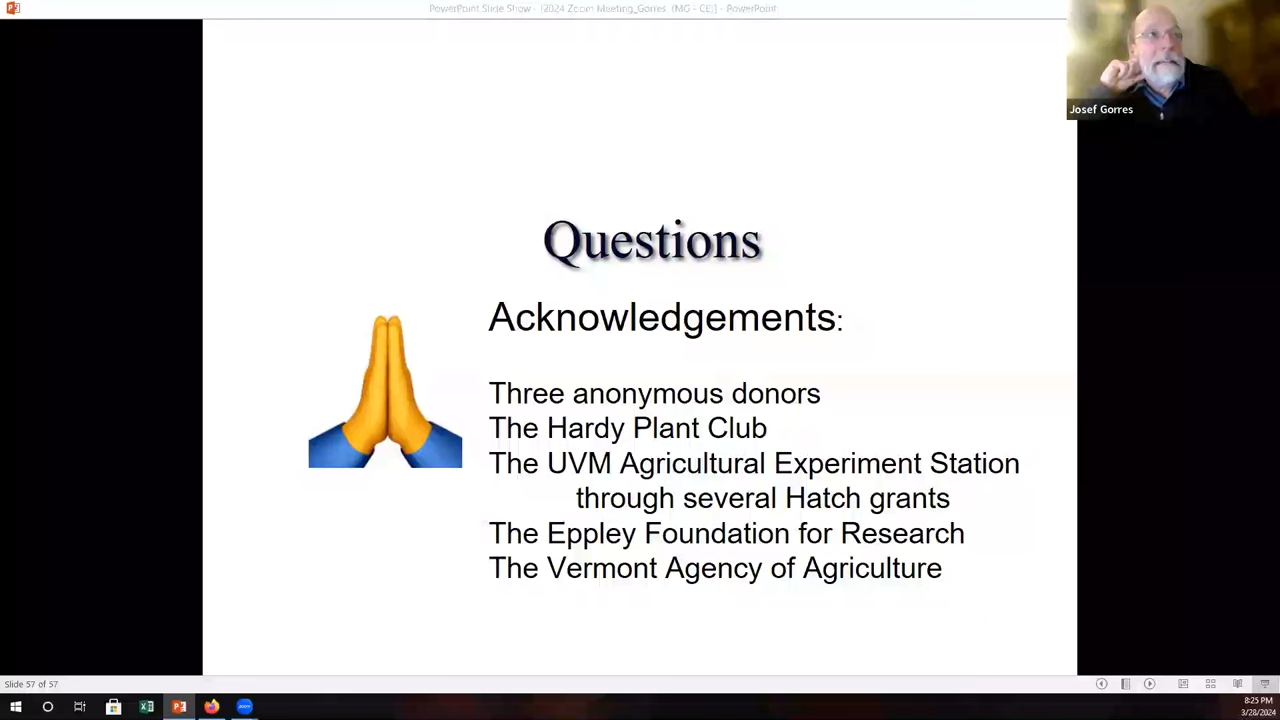 PowerPoint Slide Show - [2024 Zoom Meeting_Gorres (MG - CE)] - PowerPoint
Josef Gorres
Questions
Acknowledgements:
Three anonymous donors
The Hardy Plant Club
The UVM Agricultural Experiment Station
through several Hatch grants
The Eppley Foundation for Research
The Vermont Agency of Agriculture
Slide 57 of 57
8:25 PM
3/28/2024